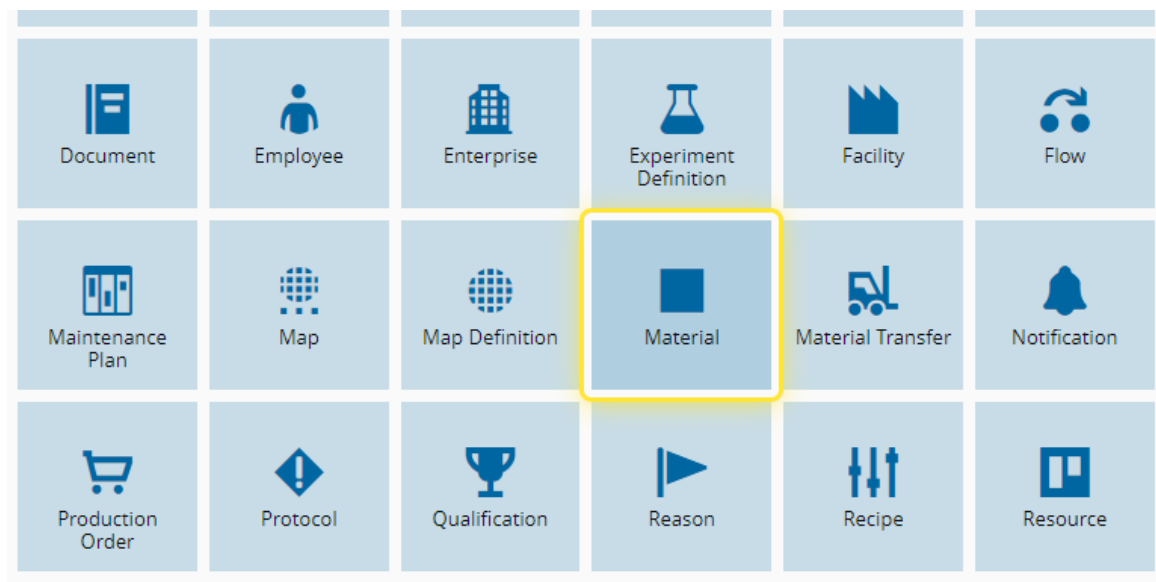 Document
Employee
Enterprise
Experiment
Definition
Facility
Flow
Maintenance
Plan
Map
Map Definition
Material
Material Transfer
Notification
Production
Order
Protocol
Qualification
Reason
Recipe
Resource